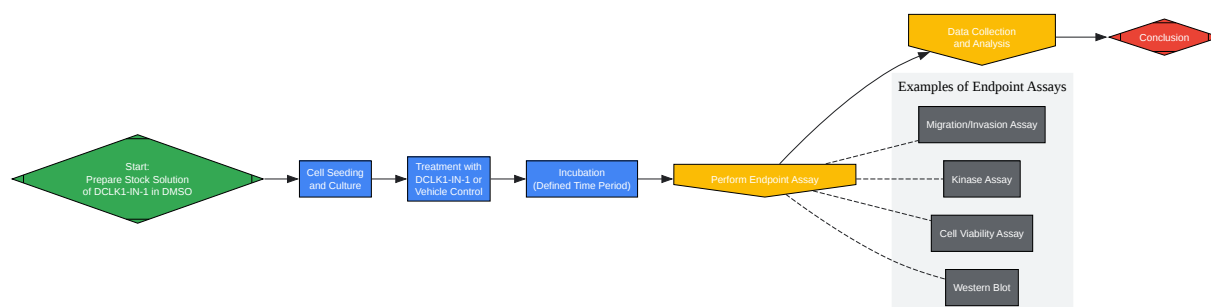 Start:
Prepare Stock Solution
of DCLK1-IN-1 in DMSO
Cell Seeding
and Culture
Treatment with
DCLK1-IN-1 or
Vehicle Control
Incubation
(Defined Time Period)
Perform Endpoint Assay
Data Collection
and Analysis
Conclusion
Examples of Endpoint Assays
Migration/Invasion Assay
Kinase Assay
Cell Viability Assay
Western Blot